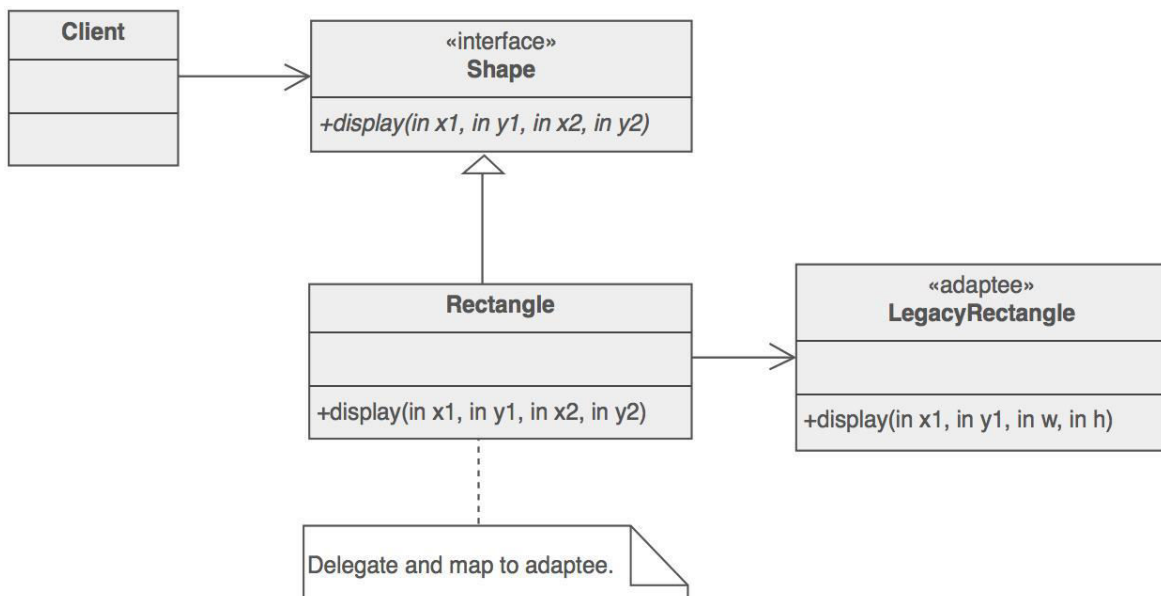 Client
«interface»
Shape
+display(in x1, in y1, in x2, in y2)
Rectangle
+display(in x1, in y1, in x2, in y2)
«adaptee»
LegacyRectangle
+display(in x1, in y1, in w, in h)
Delegate and map to adaptee.